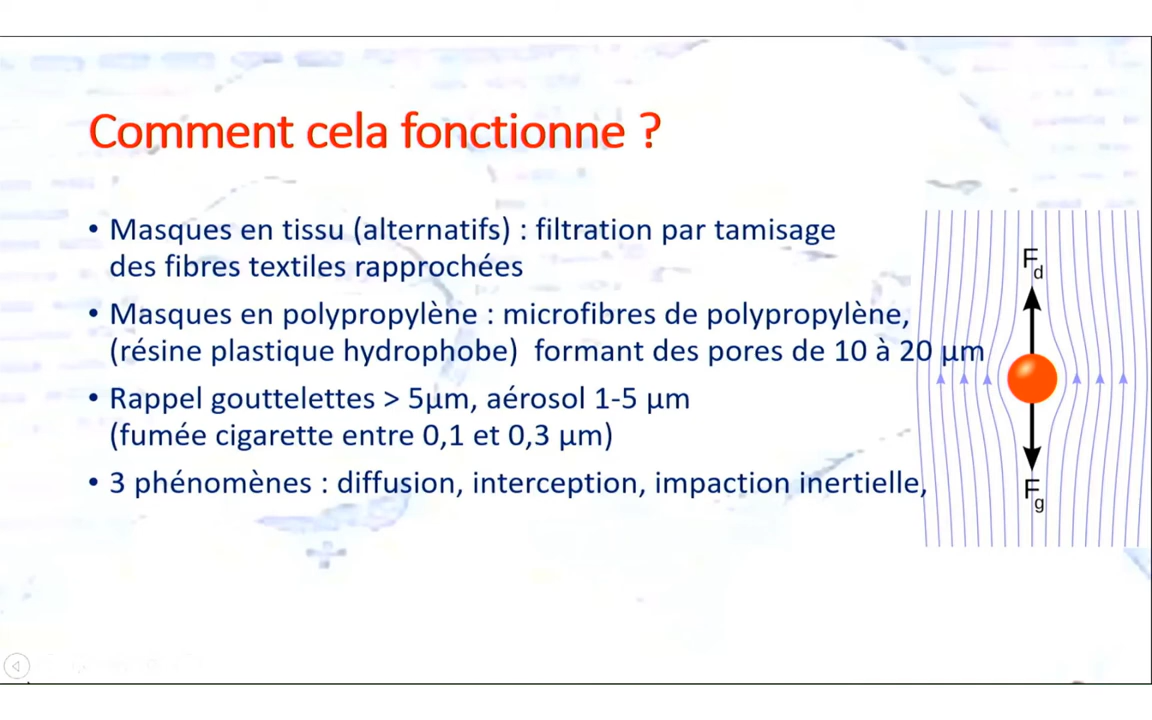 Comment cela fonctionne ?
• Masques en tissu (alternatifs) : filtration par tamisage
des fibres textiles rapprochées
• Masques en polypropylène : microfibres de polypropylène,
(résine plastique hydrophobe) formant des pores de 10 à 20 µm
• Rappel gouttelettes > 5µm, aérosol 1-5 µm
(fumée cigarette entre 0,1 et 0,3 µm)
• 3 phénomènes : diffusion, interception, impaction inertielle,
Fd
Fg